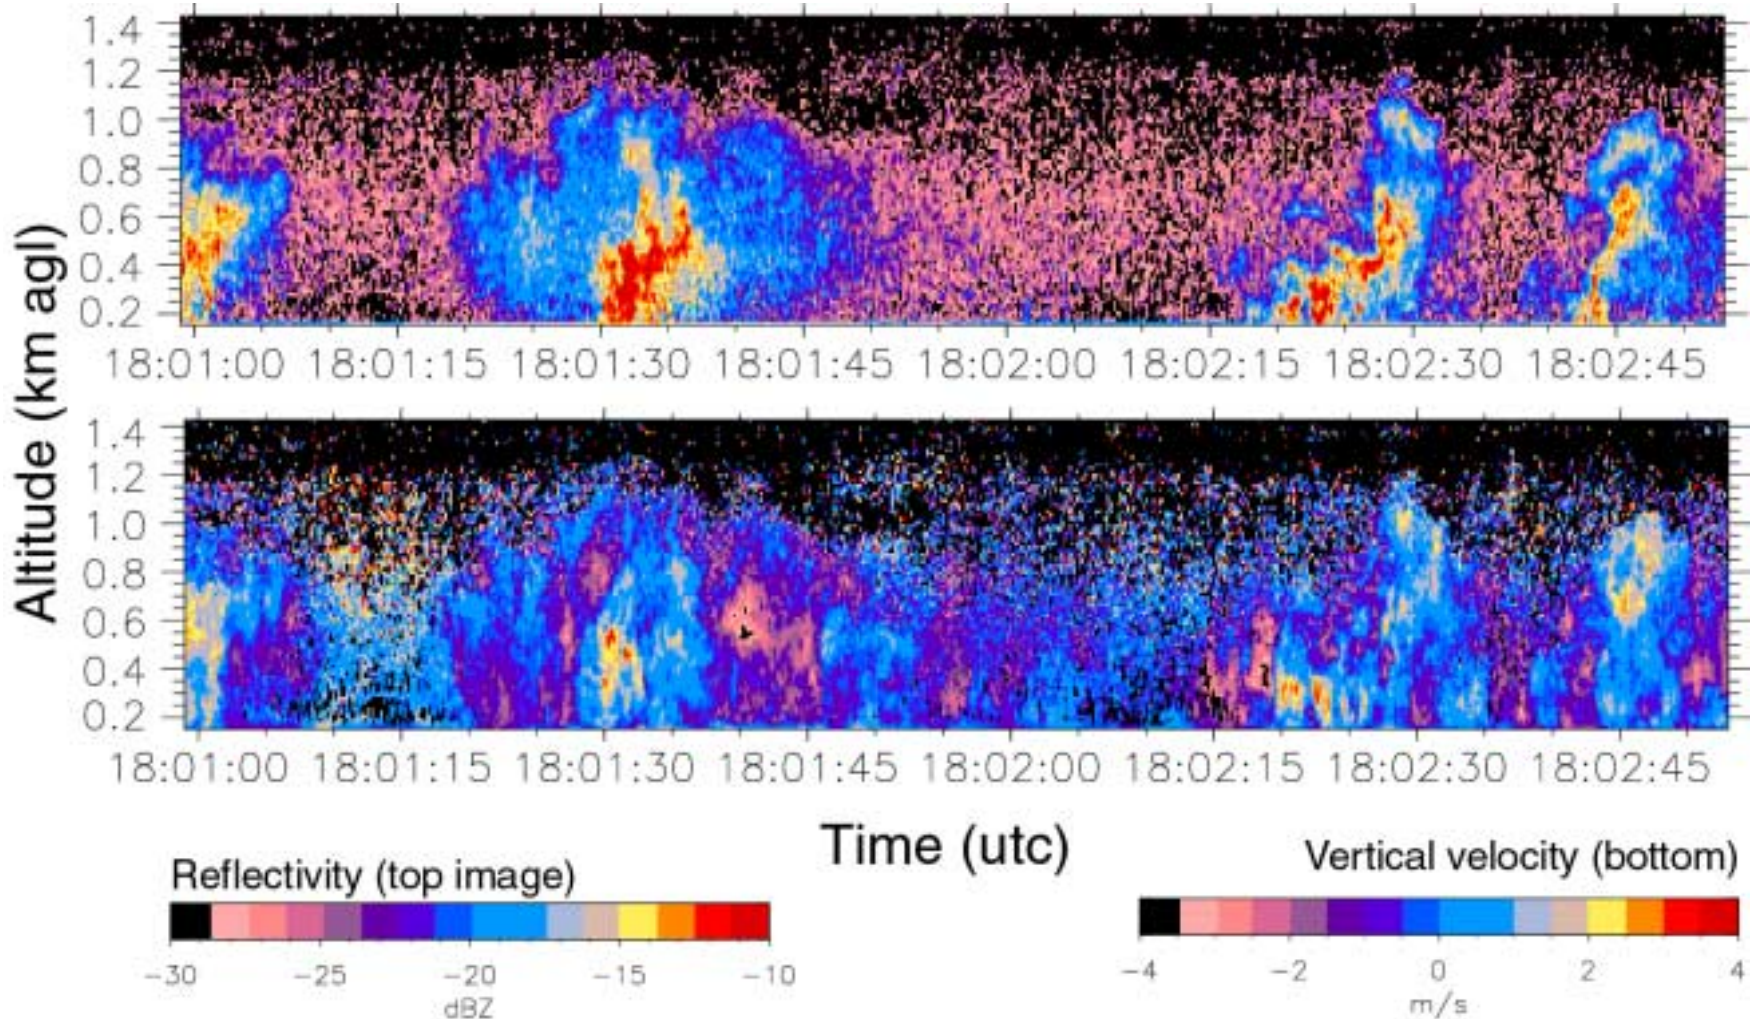 Altitude (km agl)
1.4
1.2
1.0
0.8
0.6
0.4
0.2
18:01:00 18:01:15 18:01:30 18:01:45 18:02:00 18:02:15 18:02:30 18:02:45
1.4
1.2
1.0
0.8
0.6
0.4
0.2
18:01:00 18:01:15 18:01:30 18:01:45 18:02:00 18:02:15 18:02:30 18:02:45
Time (utc)
Reflectivity (top image)
-30 -25 -20 -15 -10
dBZ
Vertical velocity (bottom)
-4 -2 0 2 4
m/s